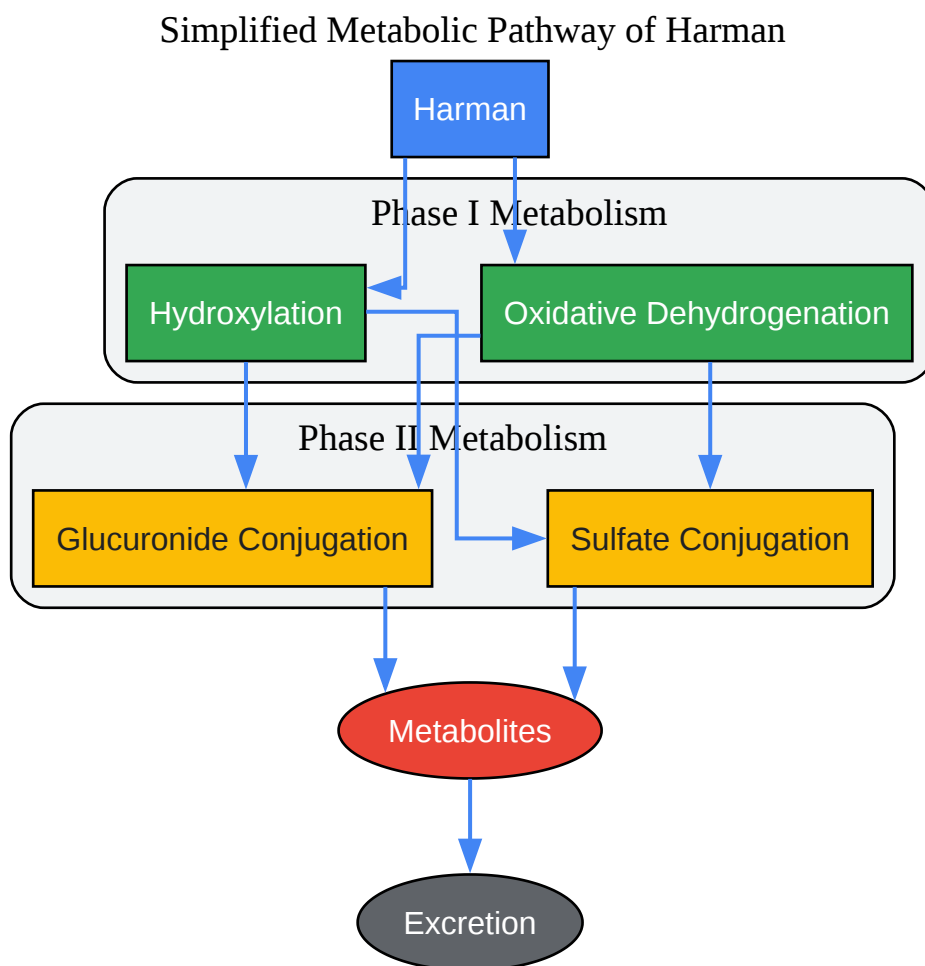 Simplified Metabolic Pathway of Harman
Harman
Phase I Metabolism
Hydroxylation
Oxidative Dehydrogenation
Phase II Metabolism
Glucuronide Conjugation
Sulfate Conjugation
Metabolites
Excretion